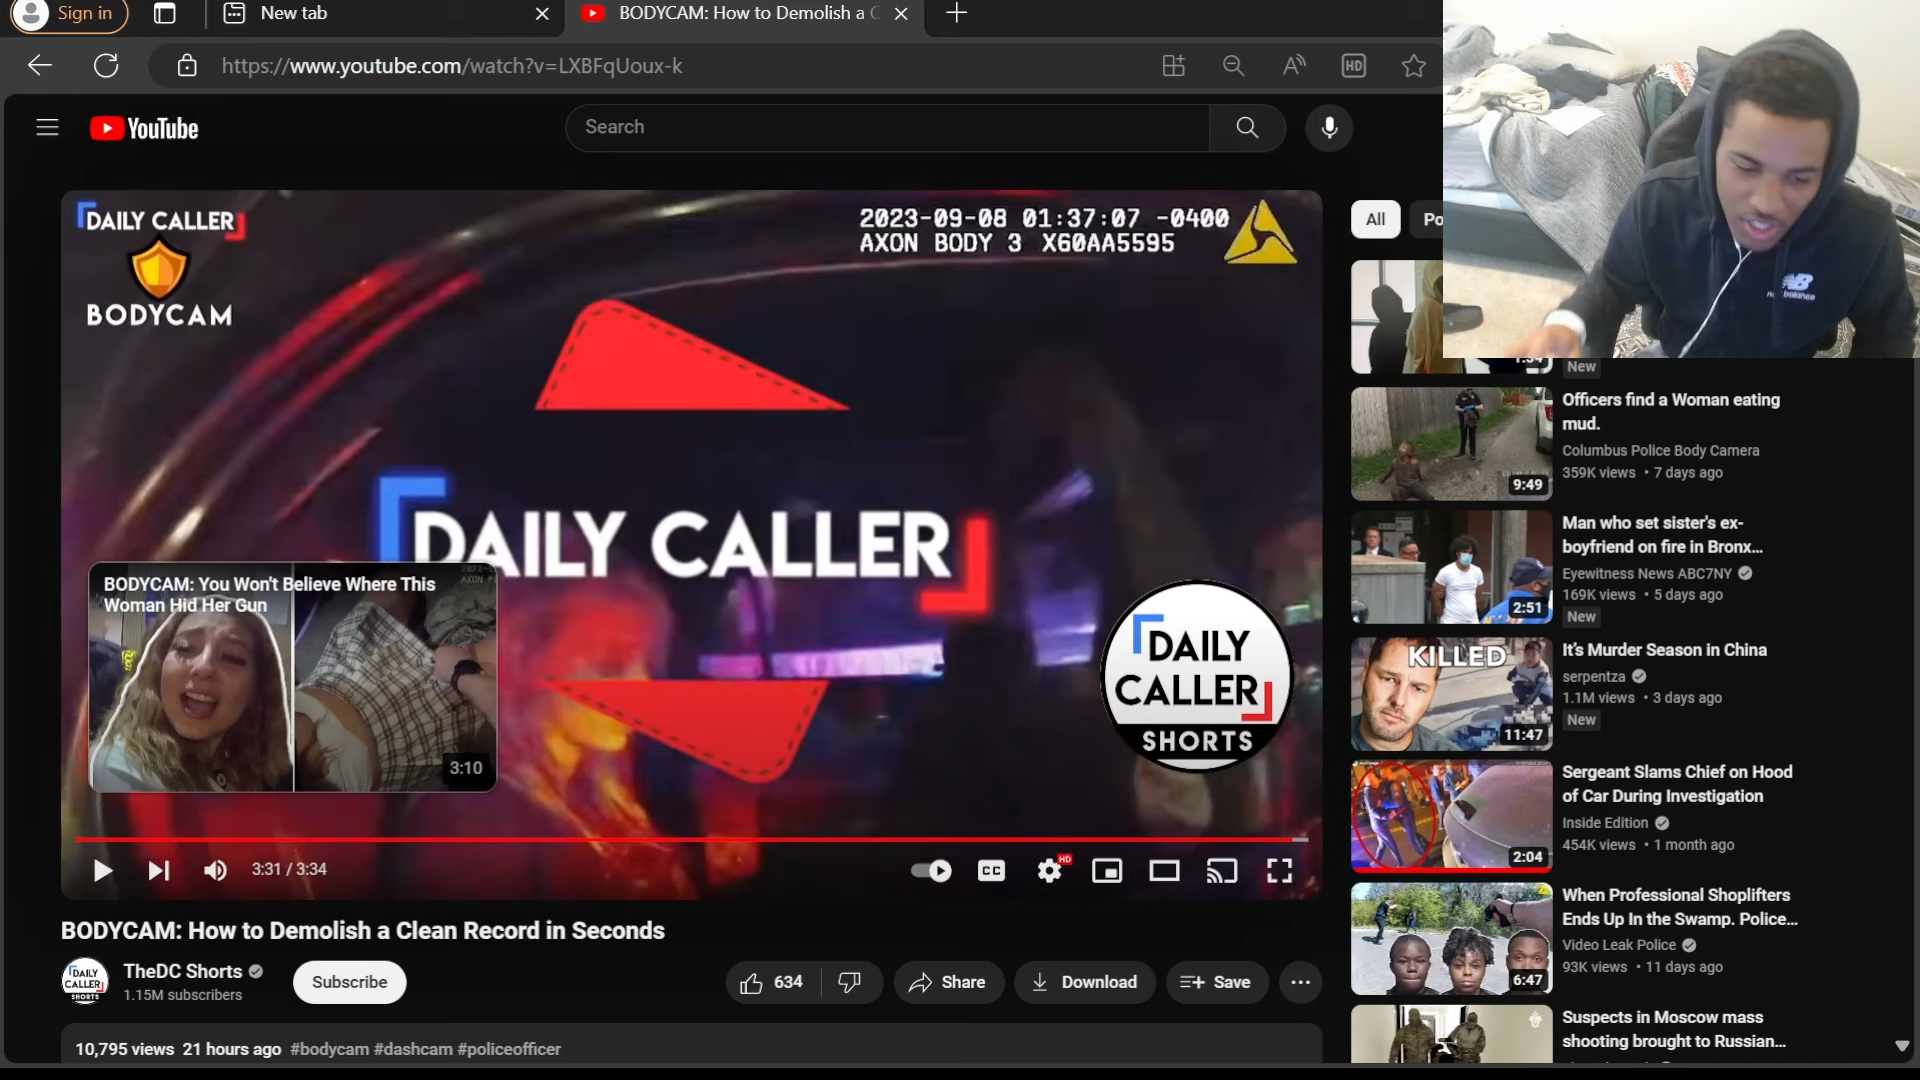 Sign in
New tab
BODYCAM: How to Demolish a C
https://www.youtube.com/watch?v=LXBFqUoux-k
HD
YouTube
Search
DAILY CALLER
BODYCAM
2023-09-08 01:37:07 -0400
AXON BODY 3 X60AA5595
DAILY CALLER
BODYCAM: You Won't Believe Where This
Woman Hid Her Gun
3:10
DAILY
CALLER
SHORTS
3:31 / 3:34
CC
HD
BODYCAM: How to Demolish a Clean Record in Seconds
DAILY
CALLER
SHORTS
TheDC Shorts
1.15M subscribers
Subscribe
634
Share
Download
Save
10,795 views 21 hours ago #bodycam #dashcam #policeofficer
All
Po
New
Officers find a Woman eating
mud.
Columbus Police Body Camera
359K views • 7 days ago
9:49
Man who set sister's ex-
boyfriend on fire in Bronx...
Eyewitness News ABC7NY
169K views • 5 days ago
New
2:51
KILLED
It's Murder Season in China
serpentza
1.1M views • 3 days ago
New
11:47
Sergeant Slams Chief on Hood
of Car During Investigation
Inside Edition
454K views • 1 month ago
2:04
When Professional Shoplifters
Ends Up In the Swamp. Police...
Video Leak Police
93K views • 11 days ago
6:47
Suspects in Moscow mass
shooting brought to Russian...
NB
new balance